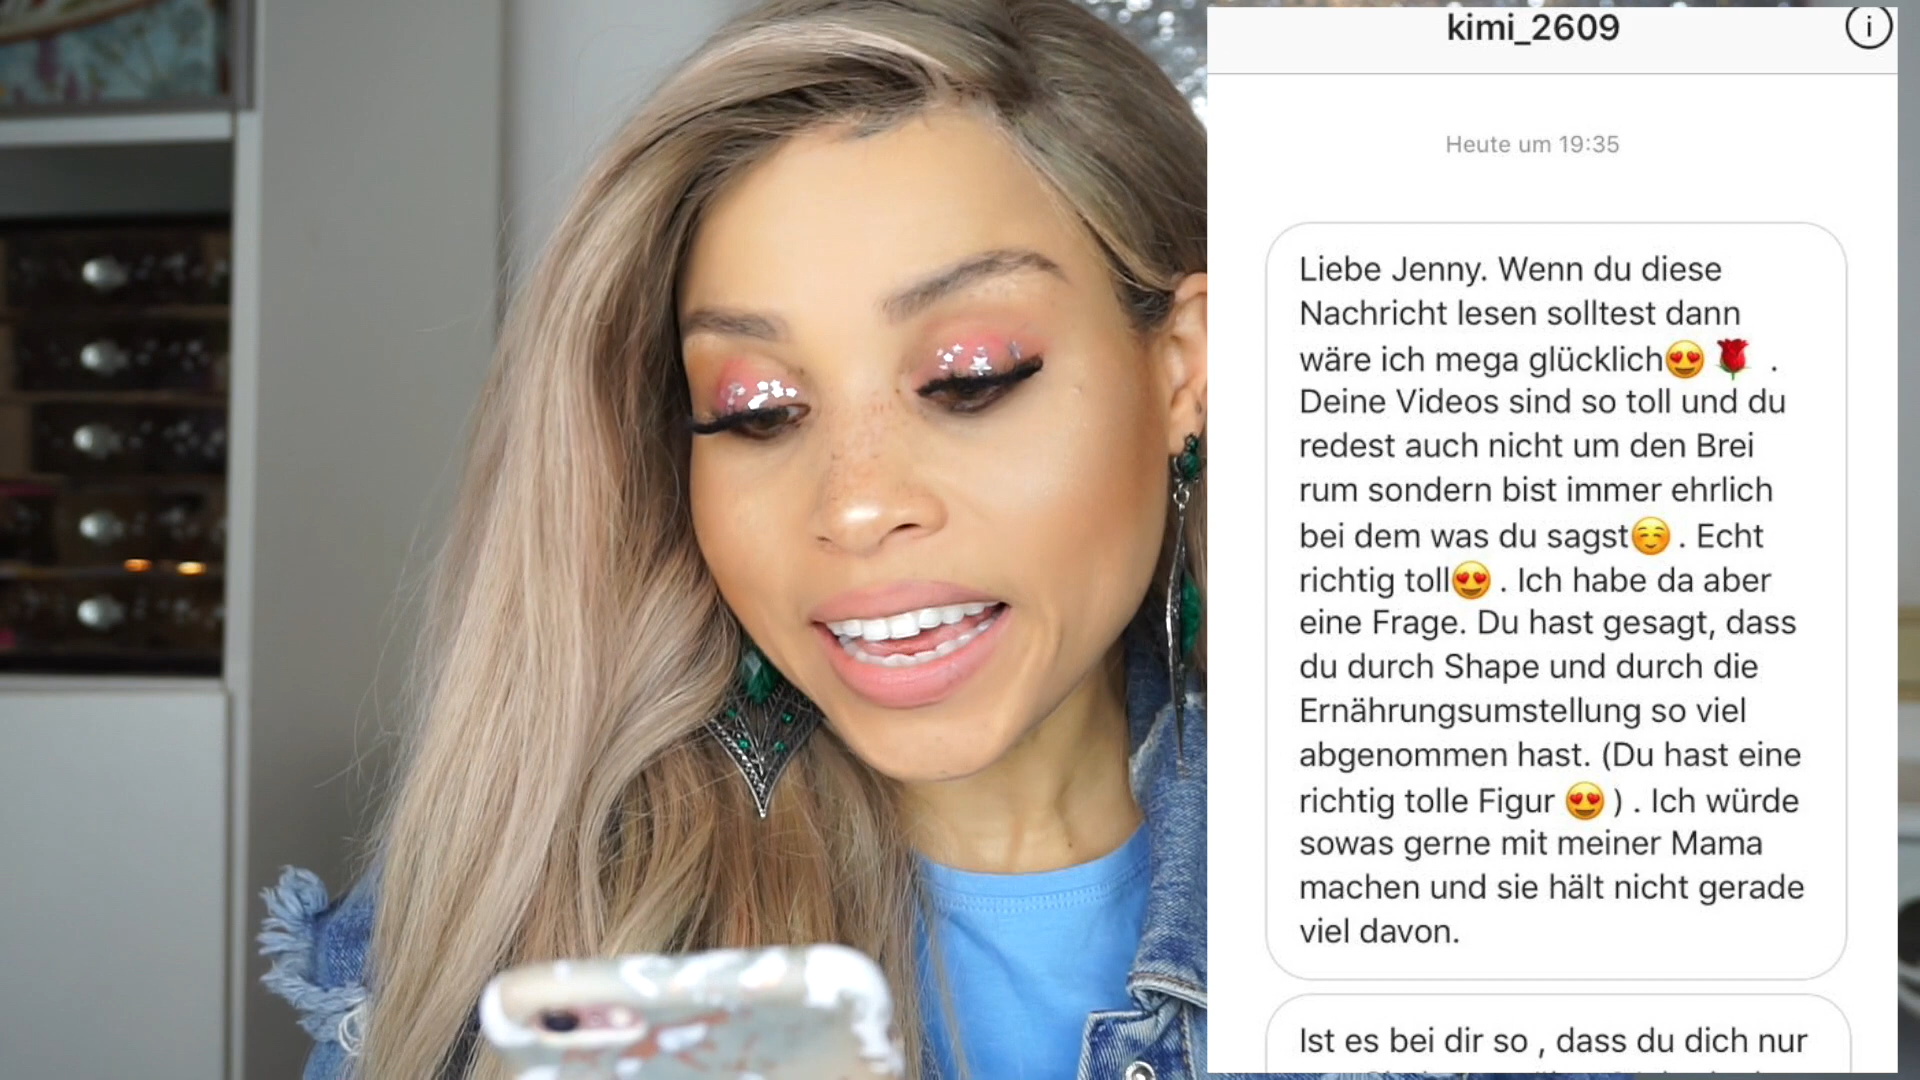 kimi_2609
Heute um 19:35
Liebe Jenny. Wenn du diese
Nachricht lesen solltest dann
wäre ich mega glücklich😍🌹 .
Deine Videos sind so toll und du
redest auch nicht um den Brei
rum sondern bist immer ehrlich
bei dem was du sagst☺️ . Echt
richtig toll😍 . Ich habe da aber
eine Frage. Du hast gesagt, dass
du durch Shape und durch die
Ernährungsumstellung so viel
abgenommen hast. (Du hast eine
richtig tolle Figur 😍 ) . Ich würde
sowas gerne mit meiner Mama
machen und sie hält nicht gerade
viel davon.
Ist es bei dir so , dass du dich nur